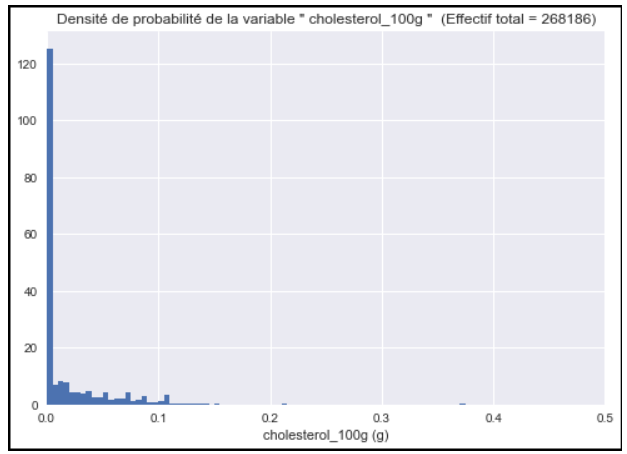 Densité de probabilité de la variable " cholesterol_100g " (Effectif total = 268186)
120
100
80
60
40
20
0
0.0 0.1 0.2 0.3 0.4 0.5
cholesterol_100g (g)